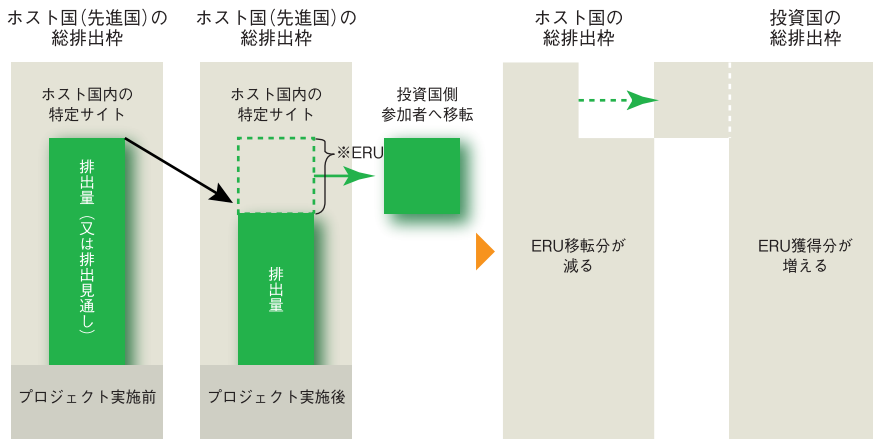 ホスト国(先進国)の
総排出枠
ホスト国内の
特定サイト
排出量(又は排出見通し)
プロジェクト実施前
ホスト国(先進国)の
総排出枠
ホスト国内の
特定サイト
※ERU
排出量
プロジェクト実施後
投資国側
参加者へ移転
ホスト国の
総排出枠
ERU移転分が
減る
投資国の
総排出枠
ERU獲得分が
増える